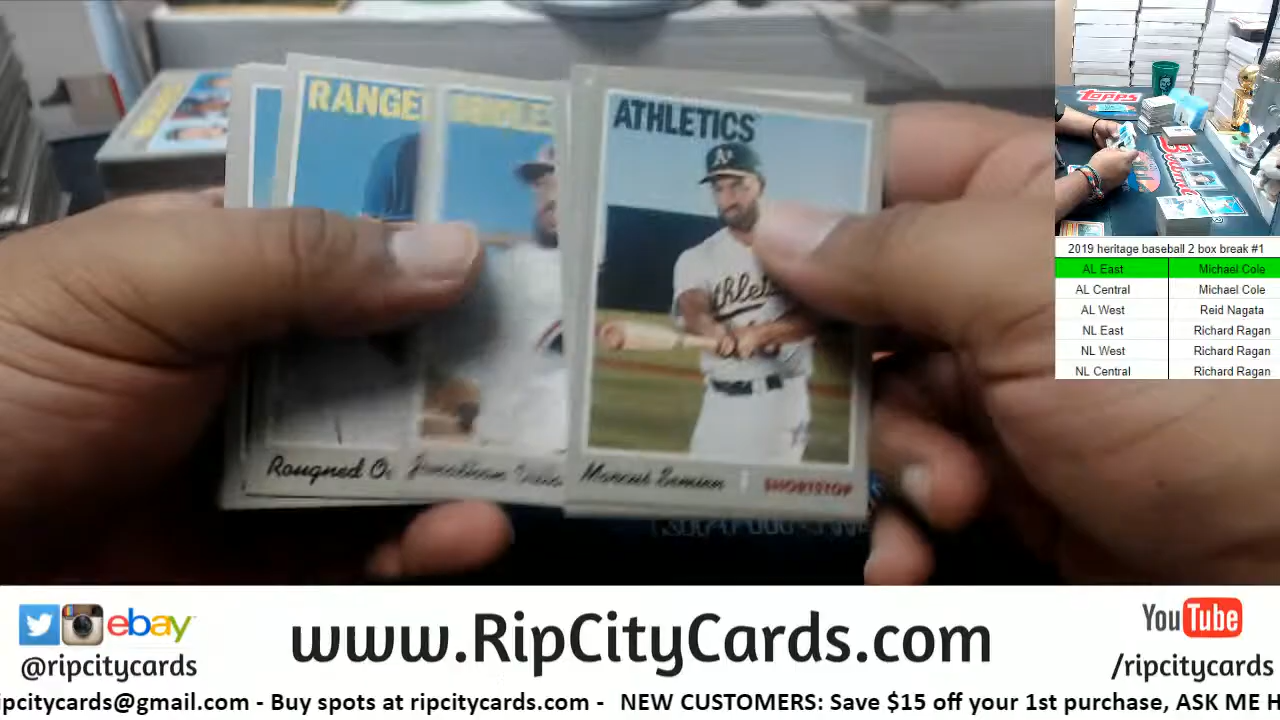 RANGE
ATHLETICS
A's
Athlet
Rougned O
Jonathan
Marcus Semien
SHORTSTOP
Topps
2019 heritage baseball 2 box break #1
AL East Michael Cole
AL Central Michael Cole
AL West Reid Nagata
NL East Richard Ragan
NL West Richard Ragan
NL Central Richard Ragan
ebay
@ripcitycards
www.RipCityCards.com
YouTube
/ripcitycards
ipcitycards@gmail.com - Buy spots at ripcitycards.com - NEW CUSTOMERS: Save $15 off your 1st purchase, ASK ME H